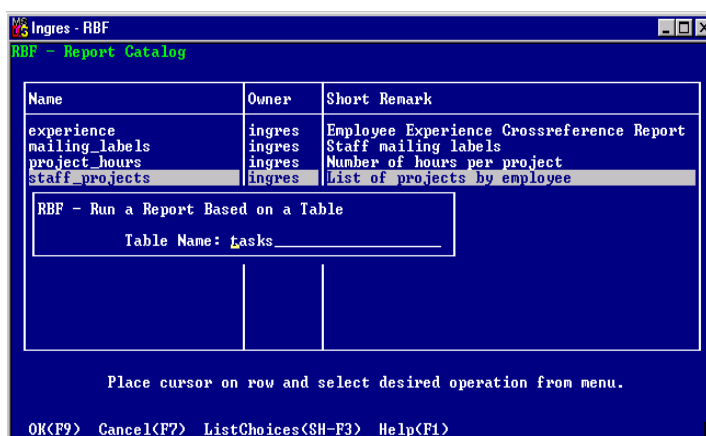 Ingres - RBF
RBF - Report Catalog
Name Owner Short Remark
experience ingres Employee Experience Crossreference Report
mailing_labels ingres Staff mailing labels
project_hours ingres Number of hours per project
staff_projects ingres List of projects by employee
RBF - Run a Report Based on a Table
Table Name: tasks_____________________
Place cursor on row and select desired operation from menu.
OK(F9) Cancel(F7) ListChoices(SH-F3) Help(F1)